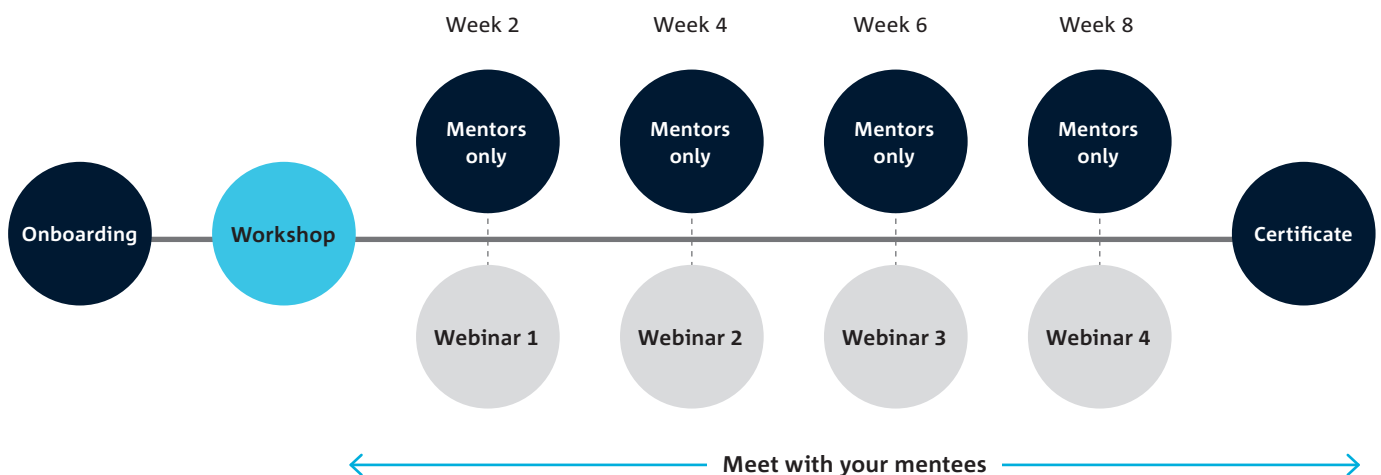 Week 2
Week 4
Week 6
Week 8
Mentors
only
Mentors
only
Mentors
only
Mentors
only
Onboarding
Workshop
Certificate
Webinar 1
Webinar 2
Webinar 3
Webinar 4
Meet with your mentees